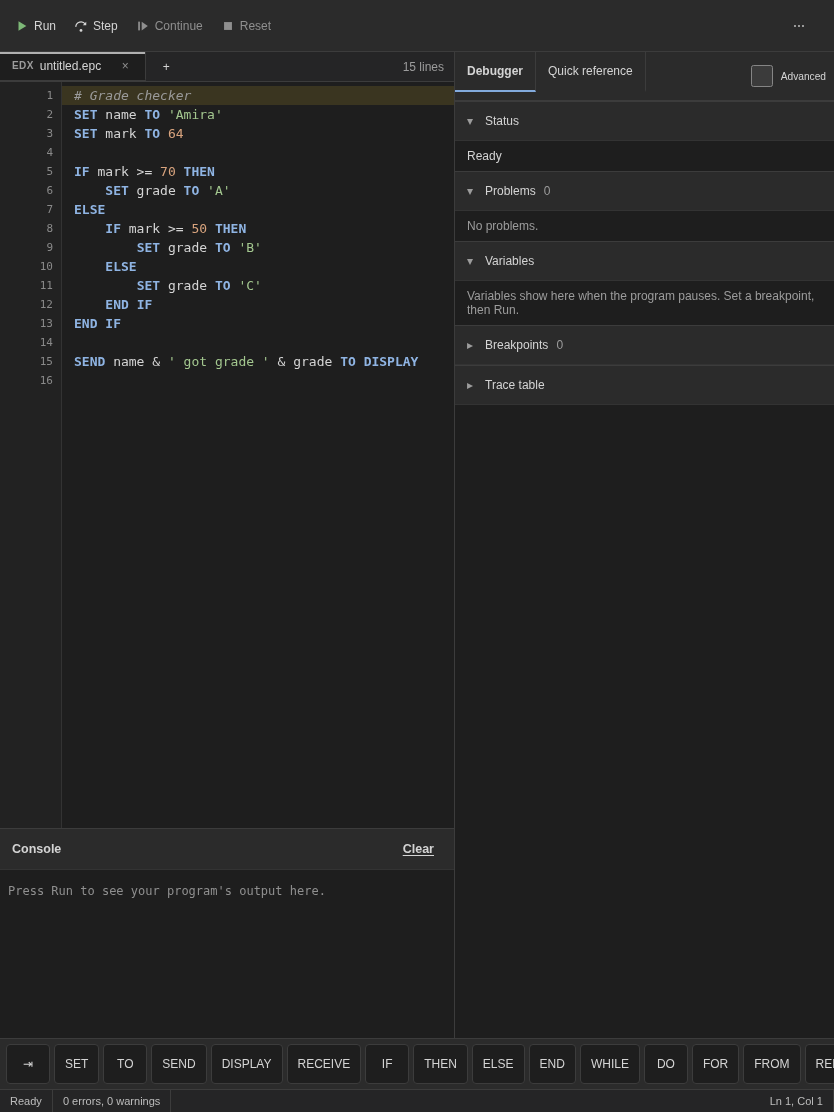 Run Step Continue Reset ⋯
EDX untitled.epc × + 15 lines
Debugger Quick reference Advanced
1 # Grade checker
2 SET name TO 'Amira'
3 SET mark TO 64
4
5 IF mark >= 70 THEN
6 SET grade TO 'A'
7 ELSE
8 IF mark >= 50 THEN
9 SET grade TO 'B'
10 ELSE
11 SET grade TO 'C'
12 END IF
13 END IF
14
15 SEND name & ' got grade ' & grade TO DISPLAY
16
▾ Status
Ready
▾ Problems 0
No problems.
▾ Variables
Variables show here when the program pauses. Set a breakpoint,
then Run.
▸ Breakpoints 0
▸ Trace table
Console Clear
Press Run to see your program's output here.
⇥ SET TO SEND DISPLAY RECEIVE IF THEN ELSE END WHILE DO FOR FROM
Ready 0 errors, 0 warnings Ln 1, Col 1